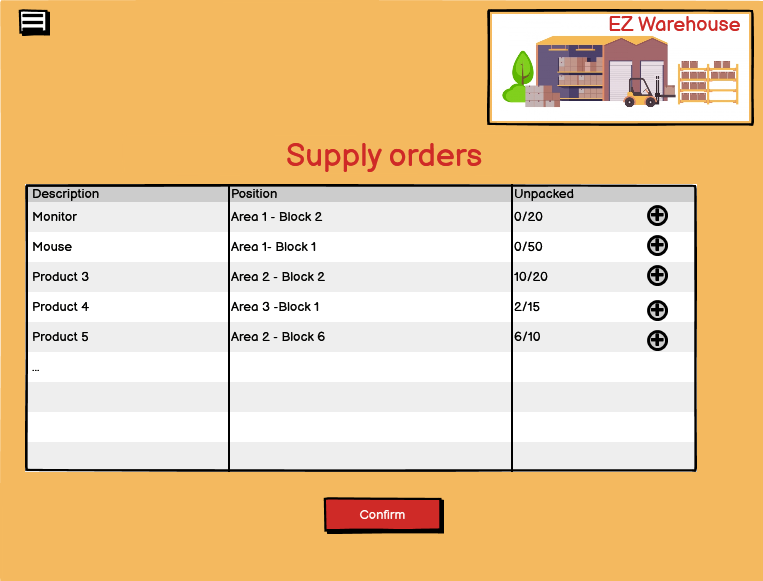 EZ Warehouse
Supply orders
Description Position Unpacked
Monitor Area 1 - Block 2 0/20
Mouse Area 1- Block 1 0/50
Product 3 Area 2 - Block 2 10/20
Product 4 Area 3 -Block 1 2/15
Product 5 Area 2 - Block 6 6/10
...
Confirm